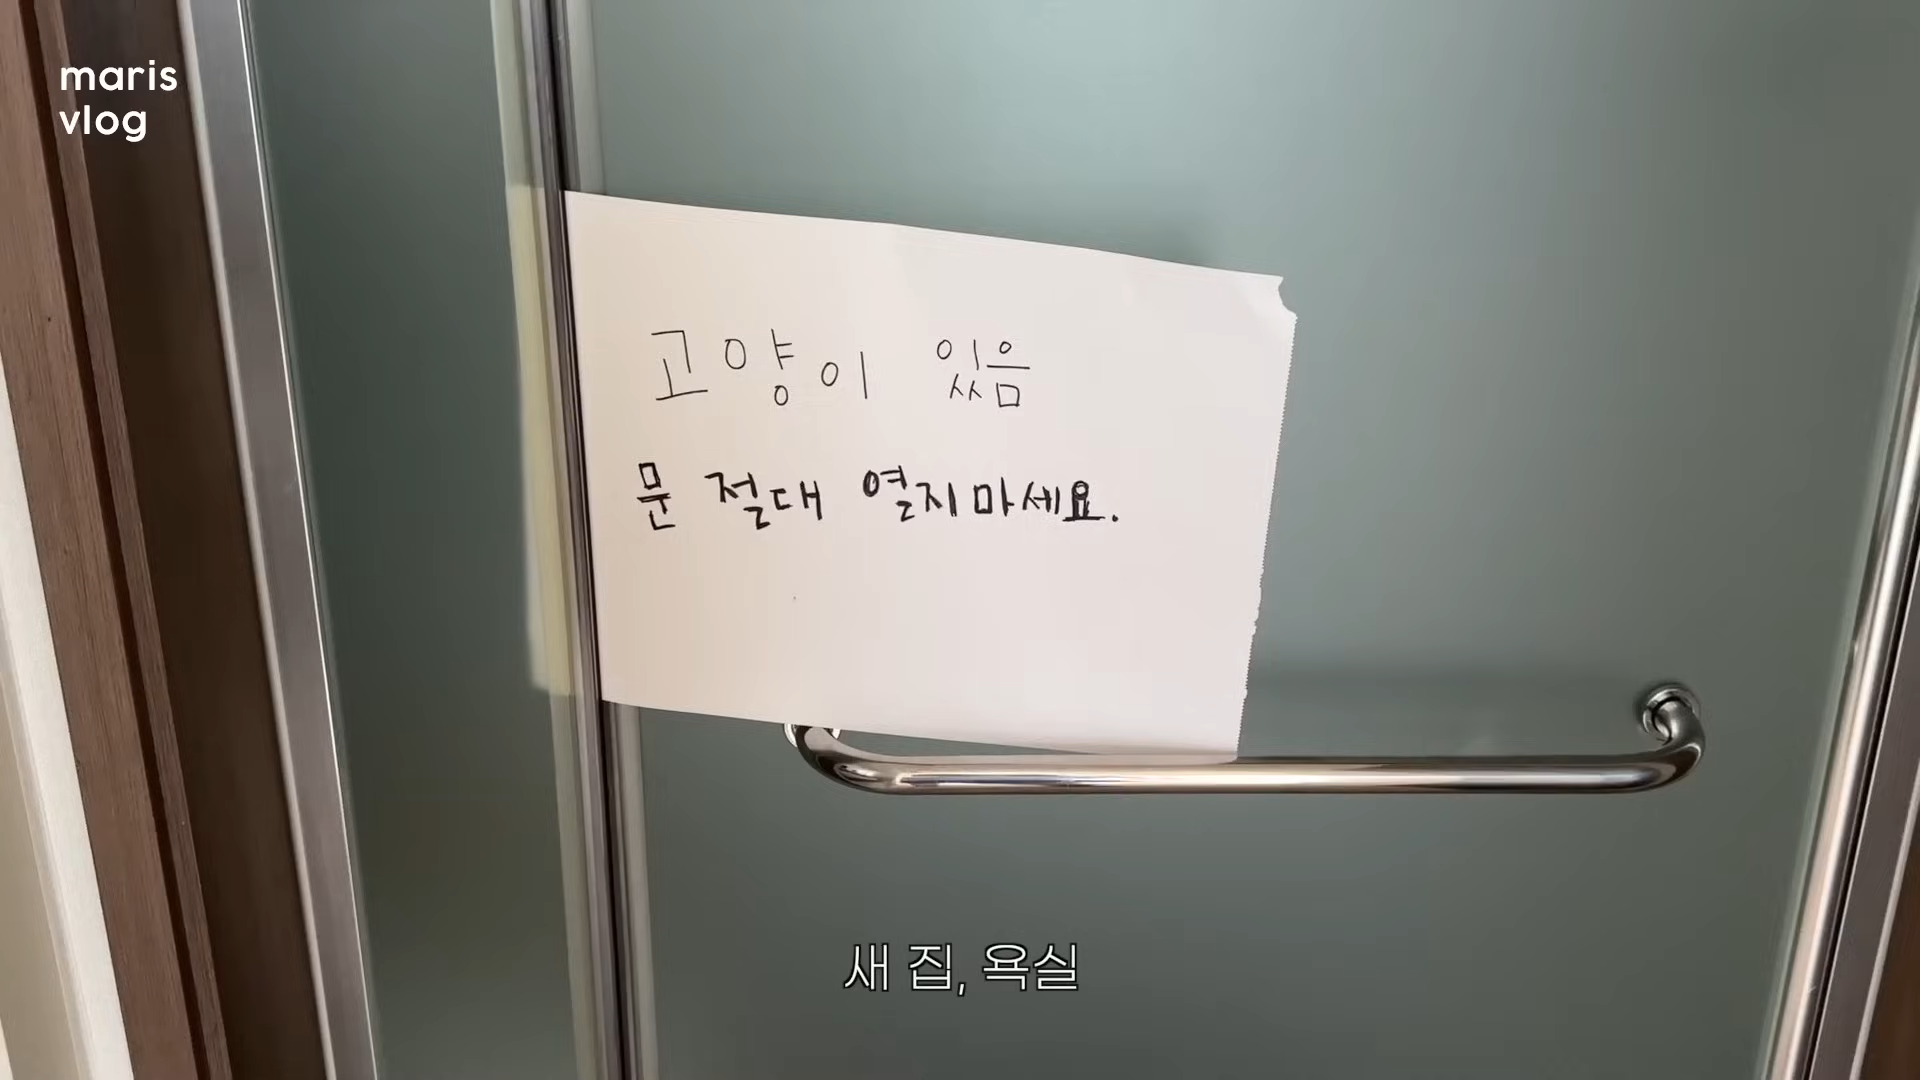 maris
vlog
고양이 있음
문 절대 열지마세요.
새 집, 욕실